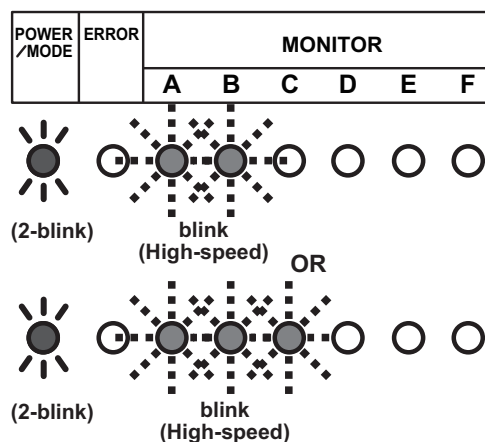 POWER ERROR MONITOR
/MODE
A B C D E F
(2-blink) blink
(High-speed)
OR
(2-blink) blink
(High-speed)